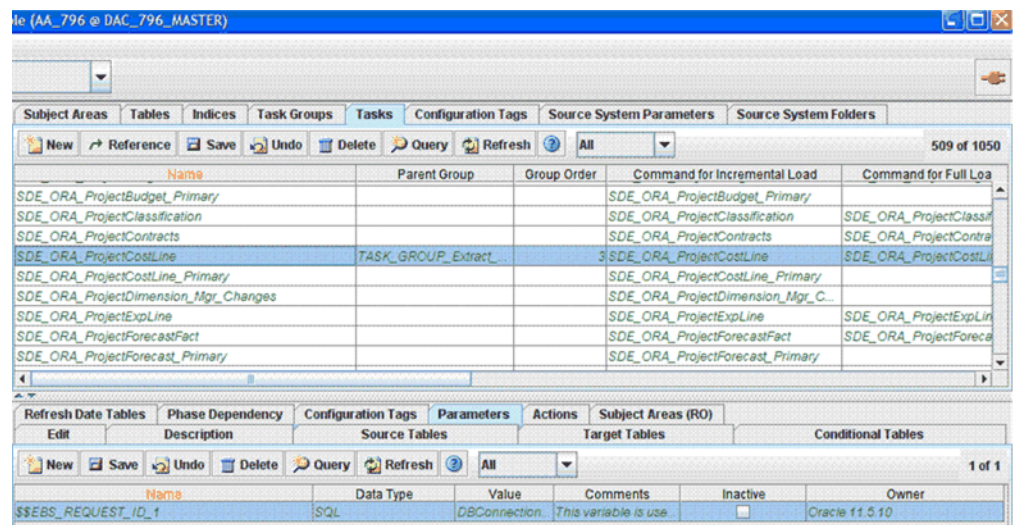 le (AA_796 @ DAC_796_MASTER)
Subject Areas Tables Indices Task Groups Tasks Configuration Tags Source System Parameters Source System Folders
New Reference Save Undo Delete Query Refresh All 509 of 1050
Name Parent Group Group Order Command for Incremental Load Command for Full Loa
SDE_ORA_ProjectBudget_Primary SDE_ORA_ProjectBudget_Primary
SDE_ORA_ProjectClassification SDE_ORA_ProjectClassification SDE_ORA_ProjectClassif
SDE_ORA_ProjectContracts SDE_ORA_ProjectContracts SDE_ORA_ProjectContra
SDE_ORA_ProjectCostLine TASK_GROUP_Extract_... 3 SDE_ORA_ProjectCostLine SDE_ORA_ProjectCostLi
SDE_ORA_ProjectCostLine_Primary SDE_ORA_ProjectCostLine_Primary
SDE_ORA_ProjectDimension_Mgr_Changes SDE_ORA_ProjectDimension_Mgr_C...
SDE_ORA_ProjectExpLine SDE_ORA_ProjectExpLine SDE_ORA_ProjectExpLin
SDE_ORA_ProjectForecastFact SDE_ORA_ProjectForecastFact SDE_ORA_ProjectForeca
SDE_ORA_ProjectForecast_Primary SDE_ORA_ProjectForecast_Primary
Refresh Date Tables Phase Dependency Configuration Tags Parameters Actions Subject Areas (RO)
Edit Description Source Tables Target Tables Conditional Tables
New Save Undo Delete Query Refresh All 1 of 1
Name Data Type Value Comments Inactive Owner
$$EBS_REQUEST_ID_1 SQL DBConnection... This variable is use... Oracle 11.5.10